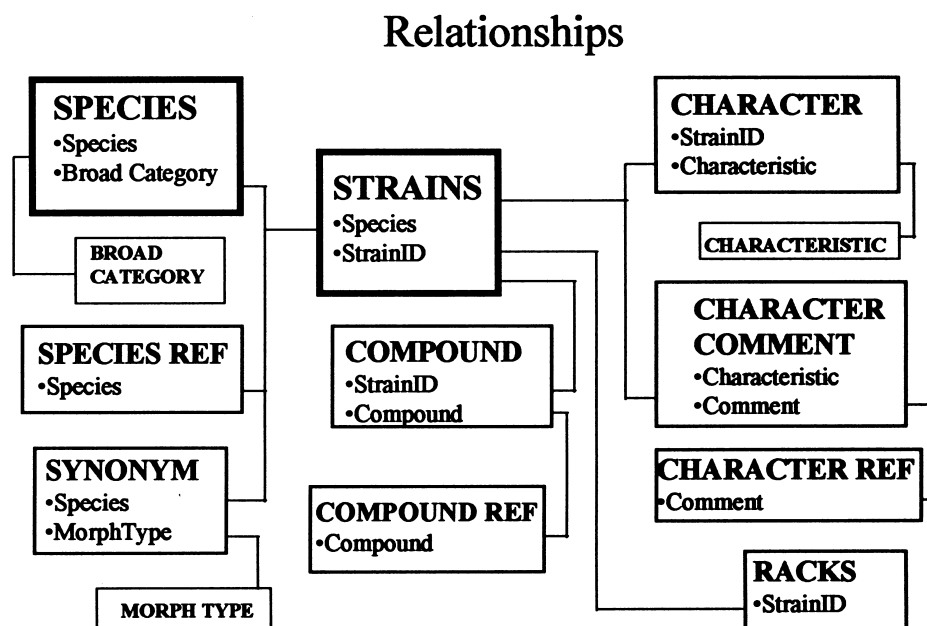 Relationships
SPECIES
•Species
•Broad Category
BROAD
CATEGORY
SPECIES REF
•Species
SYNONYM
•Species
•MorphType
MORPH TYPE
STRAINS
•Species
•StrainID
COMPOUND
•StrainID
•Compound
COMPOUND REF
•Compound
CHARACTER
•StrainID
•Characteristic
CHARACTERISTIC
CHARACTER
COMMENT
•Characteristic
•Comment
CHARACTER REF
•Comment
RACKS
•StrainID